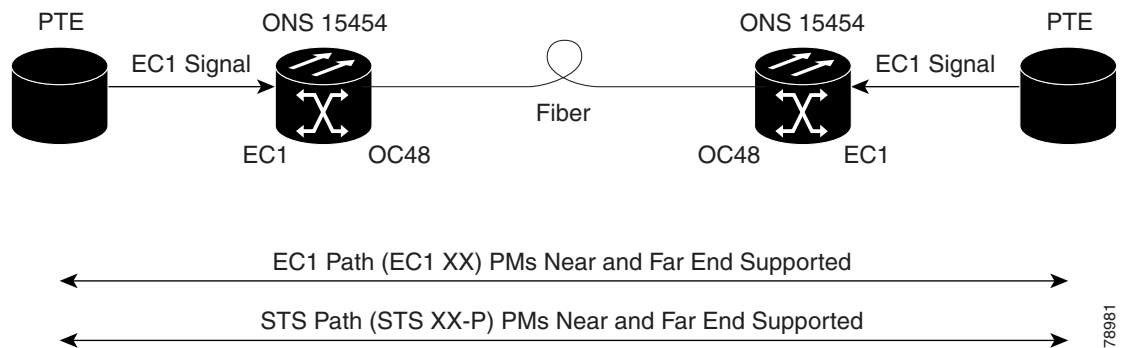 PTE
ONS 15454
ONS 15454
PTE
EC1 Signal
EC1 Signal
Fiber
EC1
OC48
OC48
EC1
EC1 Path (EC1 XX) PMs Near and Far End Supported
STS Path (STS XX-P) PMs Near and Far End Supported
78981